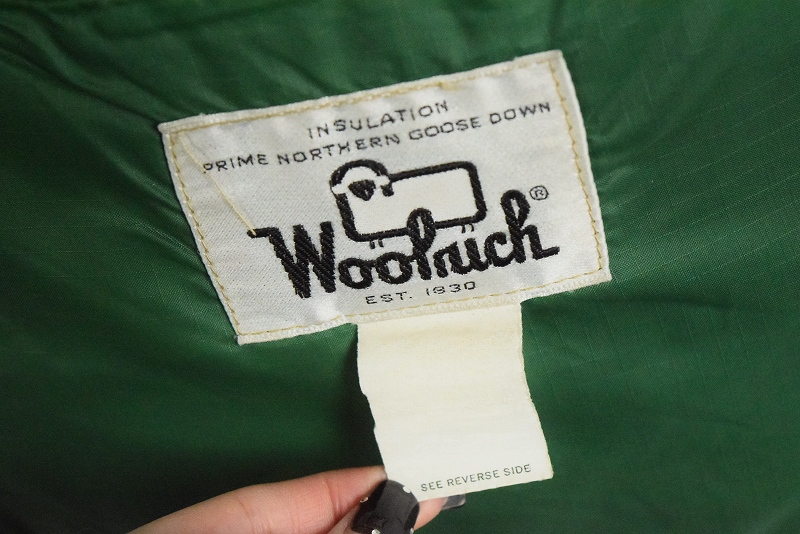 INSULATION
PRIME NORTHERN GOOSE DOWN
Woolrich®
EST. 1830
SEE REVERSE SIDE